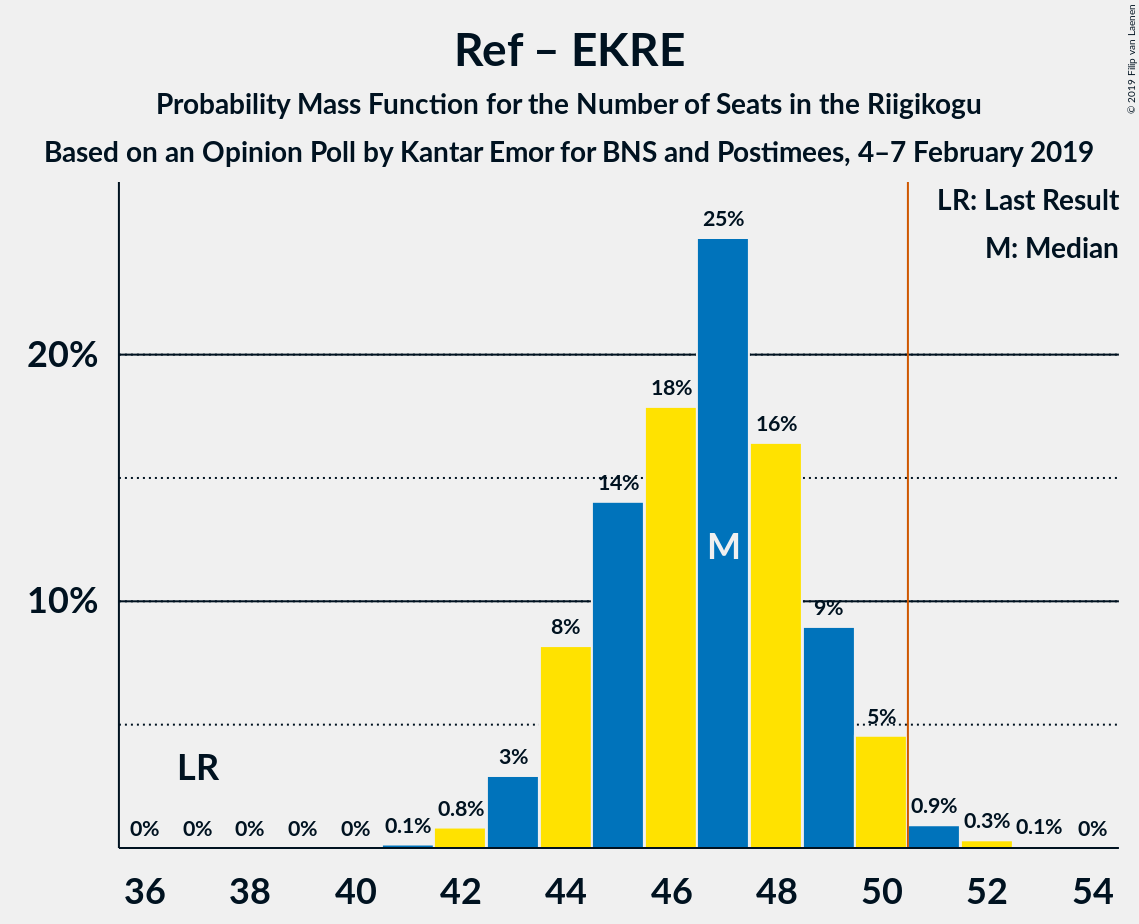 Ref – EKRE
Probability Mass Function for the Number of Seats in the Riigikogu
Based on an Opinion Poll by Kantar Emor for BNS and Postimees, 4–7 February 2019
© 2019 Filip van Laenen
LR: Last Result
M: Median
25%
20%
18%
16%
14%
M
10%
9%
8%
5%
LR
3%
0% 0% 0% 0% 0% 0.1% 0.8% 0.9% 0.3% 0.1% 0%
36 38 40 42 44 46 48 50 52 54